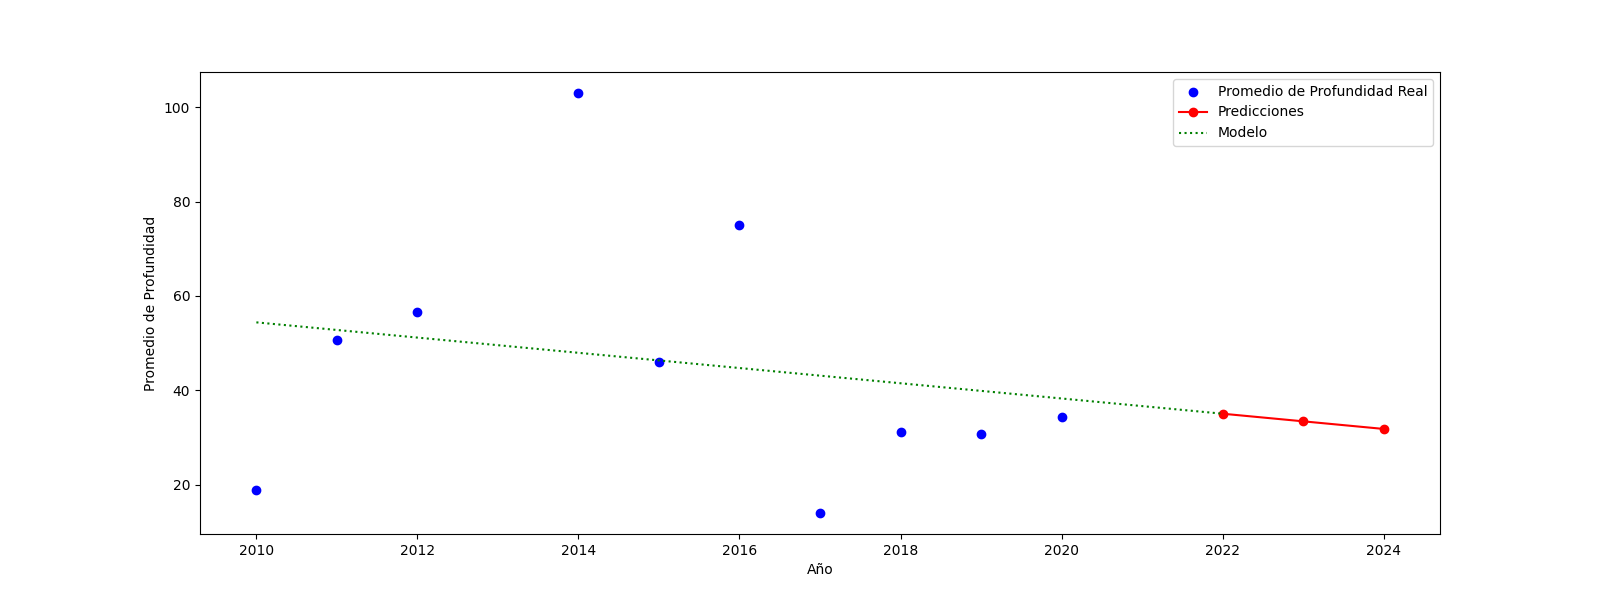 Promedio de Profundidad Real
Predicciones
Modelo
100
80
60
40
20
Promedio de Profundidad
2010 2012 2014 2016 2018 2020 2022 2024
Año